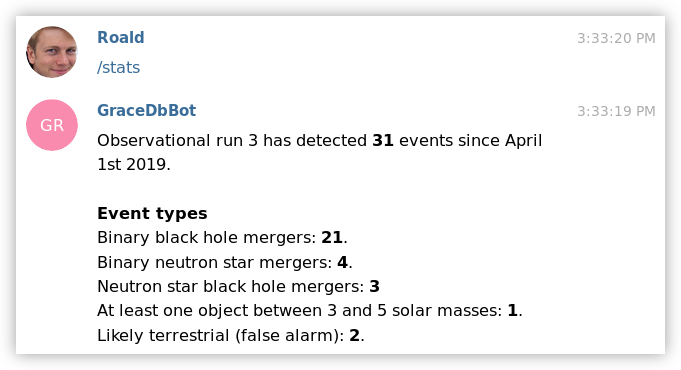 Roald
3:33:20 PM
/stats
GR
GraceDbBot
3:33:19 PM
Observational run 3 has detected 31 events since April
1st 2019.
Event types
Binary black hole mergers: 21.
Binary neutron star mergers: 4.
Neutron star black hole mergers: 3
At least one object between 3 and 5 solar masses: 1.
Likely terrestrial (false alarm): 2.